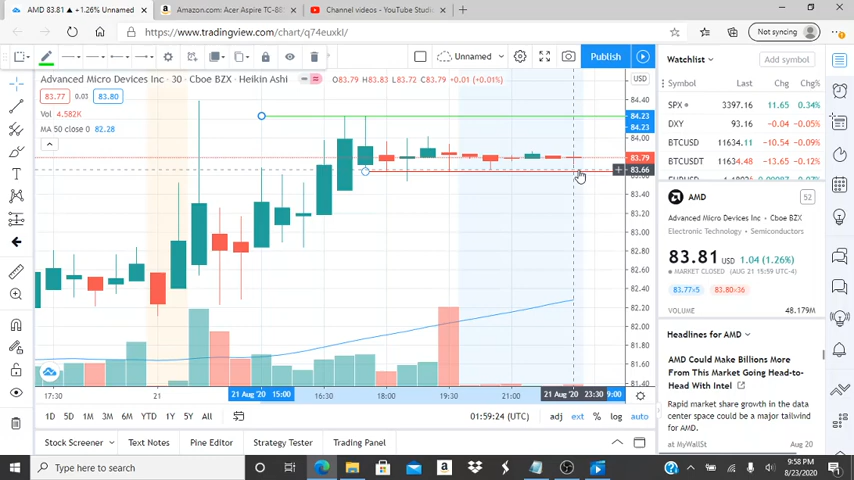 AMD 83.81 ▲ +1.26% Unnamed
Amazon.com: Acer Aspire TC-88
Channel videos - YouTube Studi
https://www.tradingview.com/chart/q74euxkl/
Not syncing
Unnamed
Publish
Advanced Micro Devices Inc · 30 · Cboe BZX · Heikin Ashi
O83.79 H83.83 L83.72 C83.79 +0.01 (+0.01%)
83.77 0.03 83.80
Vol 4.582K
MA 50 close 0 82.28
USD
84.40
84.23
84.23
84.00
83.79
83.66
83.40
83.20
83.00
82.80
82.60
82.40
82.20
82.00
81.80
81.60
81.40
17:30
21
21 Aug '20 15:00
16:30
18:00
19:30
21:00
21 Aug '20 23:30
9:00
1D 5D 1M 3M 6M YTD 1Y 5Y All
01:59:24 (UTC)
adj ext % log auto
Stock Screener
Text Notes
Pine Editor
Strategy Tester
Trading Panel
Watchlist
Add symbol
Symbol Last Chg Chg%
SPX 3397.16 11.65 0.34%
DXY 93.16 -0.04 -0.05%
BTCUSD 11634.11 -10.54 -0.09%
BTCUSDT 11634.48 -13.65 -0.12%
AMD
52
Advanced Micro Devices Inc · Cboe BZX
Electronic Technology · Semiconductors
83.81 USD 1.04 (1.26%)
MARKET CLOSED (AUG 21 15:59 UTC-4)
83.77×5 83.80×36
VOLUME 48.179M
Headlines for AMD
AMD Could Make Billions More
From This Market Going Head-to-
Head With Intel
Rapid market share growth in the data
center space could be a major tailwind
for AMD.
at MyWallSt Aug 20
Type here to search
9:58 PM
8/23/2020